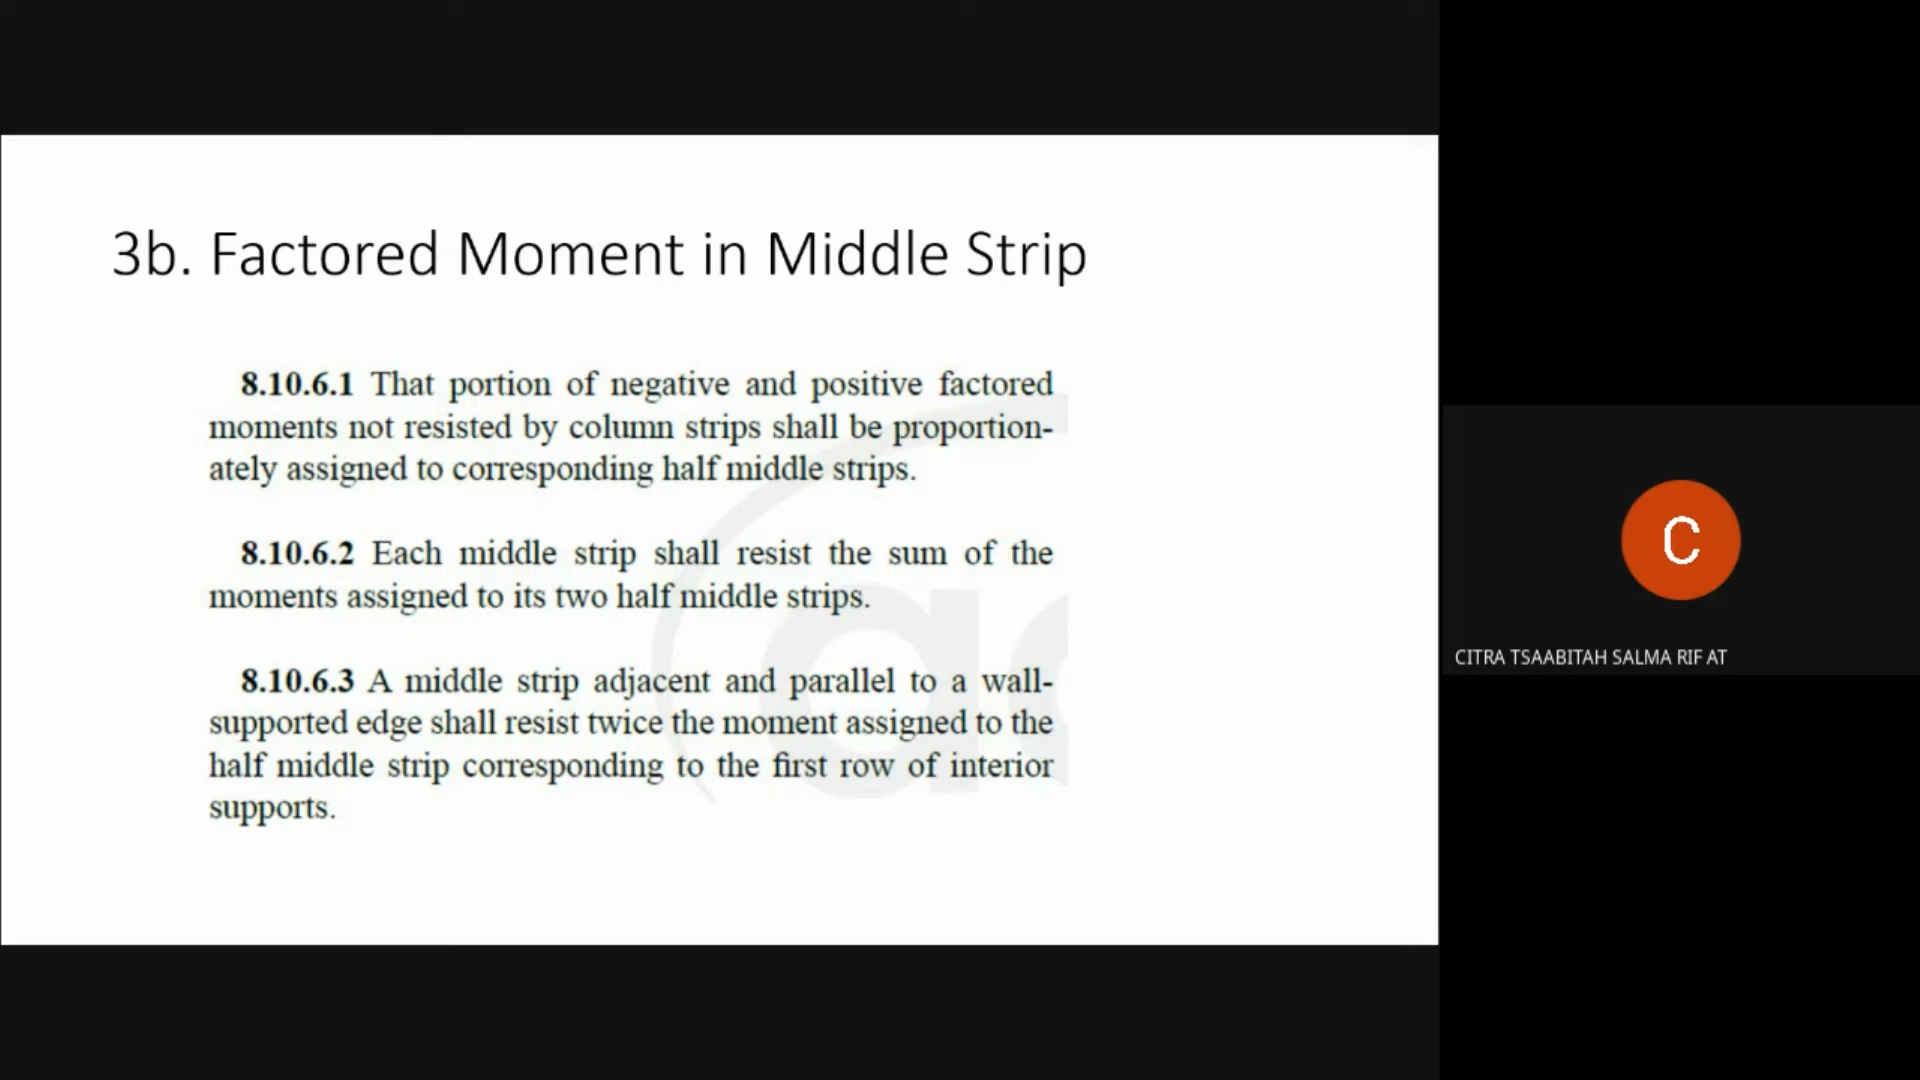 3b. Factored Moment in Middle Strip
8.10.6.1 That portion of negative and positive factored
moments not resisted by column strips shall be proportion-
ately assigned to corresponding half middle strips.
8.10.6.2 Each middle strip shall resist the sum of the
moments assigned to its two half middle strips.
8.10.6.3 A middle strip adjacent and parallel to a wall-
supported edge shall resist twice the moment assigned to the
half middle strip corresponding to the first row of interior
supports.
C
CITRA TSAABITAH SALMA RIF AT